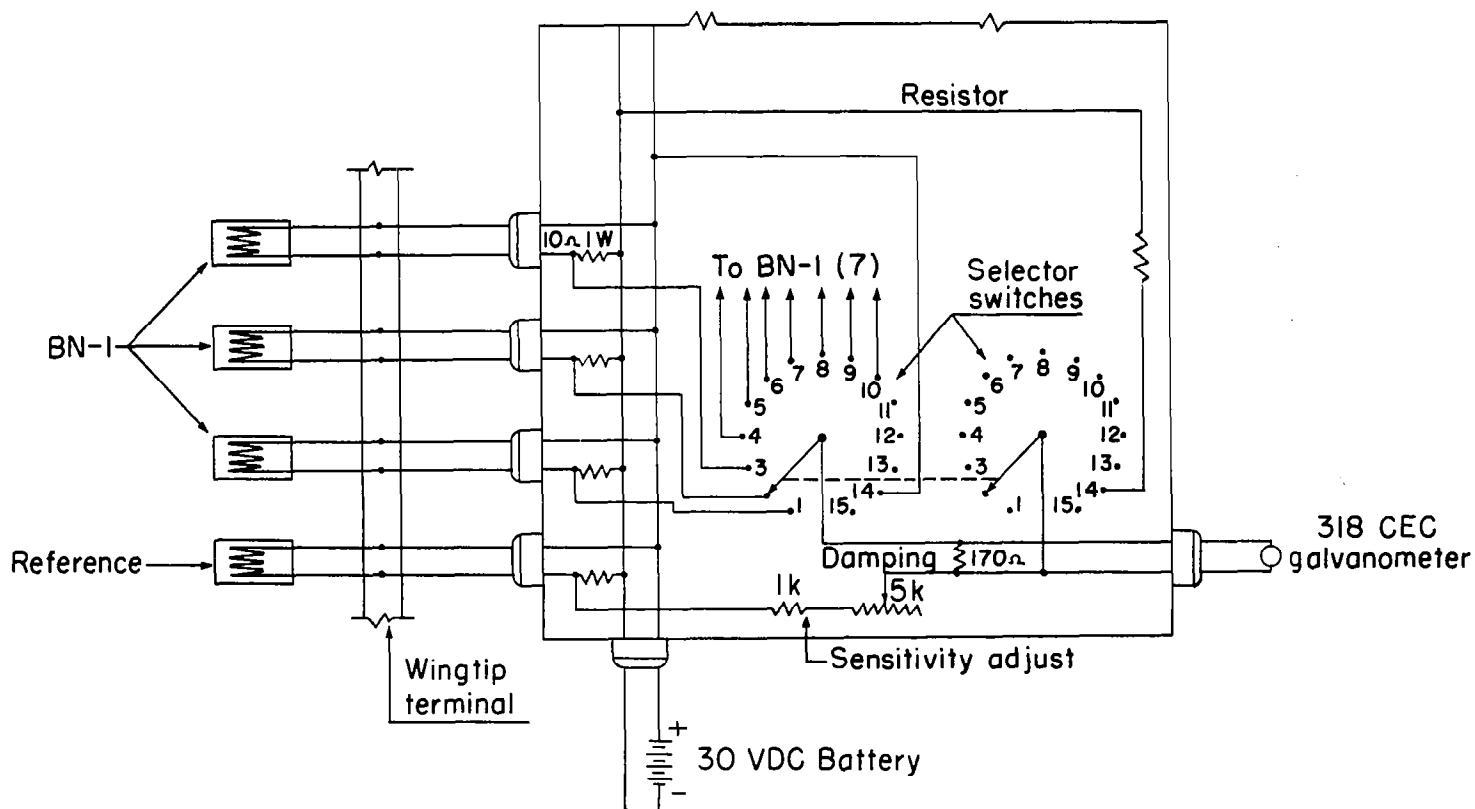 Resistor
10Ω 1W
To BN-1 (7)
Selector
switches
BN-1
7
8
9
6
10
5
11
4
12
3
13
14
1
15
7
8
9
6
10
5
11
4
12
3
13
14
1
15
Reference
Damping
170Ω
318 CEC
galvanometer
1k
5k
Sensitivity adjust
Wingtip
terminal
+
30 VDC Battery
-